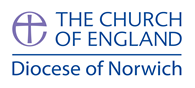 THE CHURCH
OF ENGLAND
Diocese of Norwich